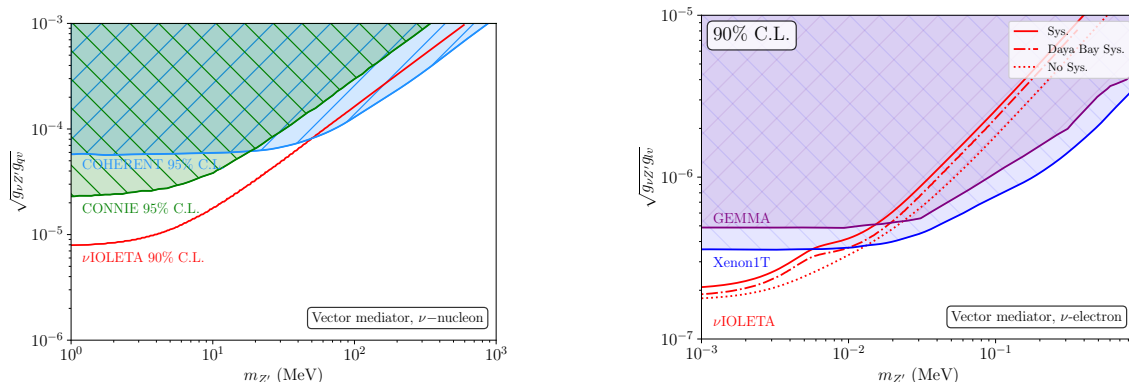 10^-3
10^-4
10^-5
10^-6
√g_νZ′ g_qv
COHERENT 95% C.L.
CONNIE 95% C.L.
νIOLETA 90% C.L.
Vector mediator, ν−nucleon
10^0 10^1 10^2 10^3
m_Z′ (MeV)
10^-5
10^-6
10^-7
√g_νZ′ g_lv
90% C.L.
Sys.
Daya Bay Sys.
No Sys.
GEMMA
Xenon1T
νIOLETA
Vector mediator, ν-electron
10^-3 10^-2 10^-1
m_Z′ (MeV)